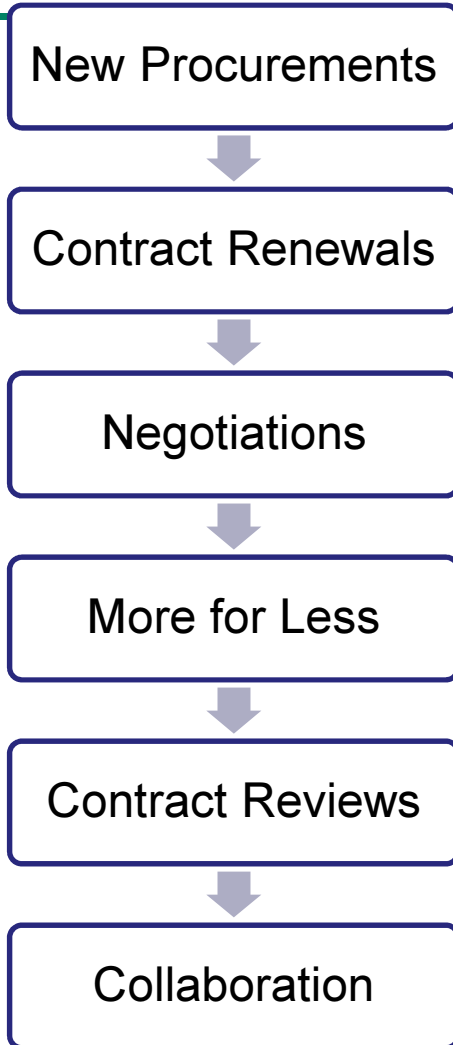 New Procurements
Contract Renewals
Negotiations
More for Less
Contract Reviews
Collaboration